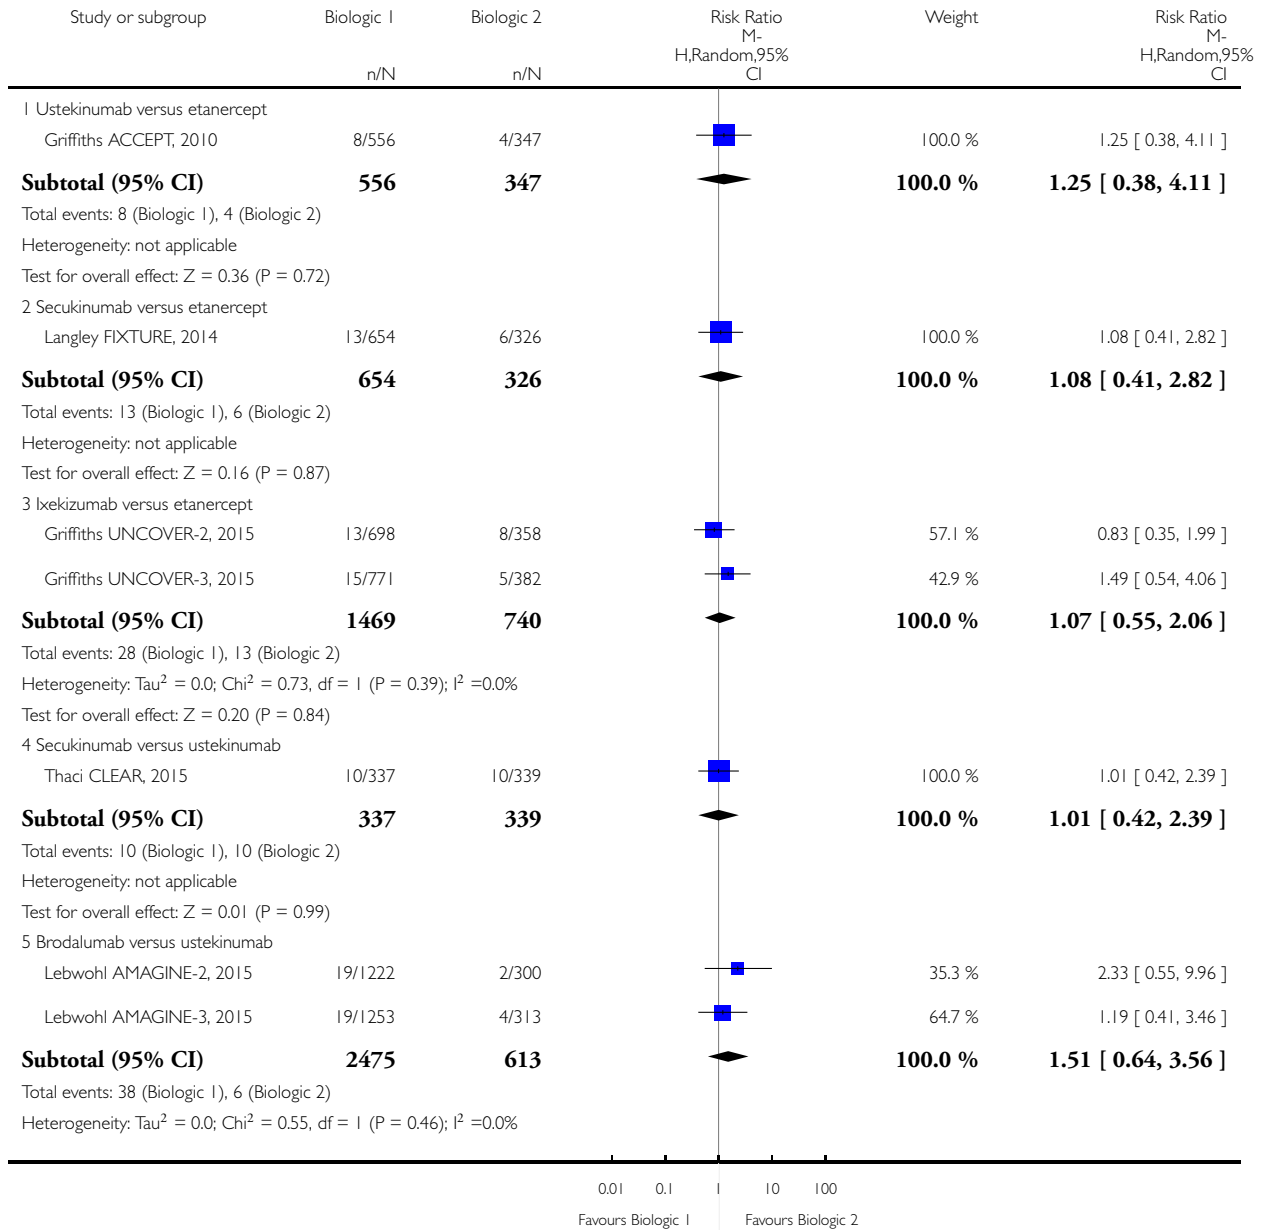 Study or subgroup Biologic 1 Biologic 2 Risk Ratio Weight Risk Ratio
M- M-
H,Random,95% H,Random,95%
n/N n/N CI CI
1 Ustekinumab versus etanercept
Griffiths ACCEPT, 2010 8/556 4/347 100.0 % 1.25 [ 0.38, 4.11 ]
Subtotal (95% CI) 556 347 100.0 % 1.25 [ 0.38, 4.11 ]
Total events: 8 (Biologic 1), 4 (Biologic 2)
Heterogeneity: not applicable
Test for overall effect: Z = 0.36 (P = 0.72)
2 Secukinumab versus etanercept
Langley FIXTURE, 2014 13/654 6/326 100.0 % 1.08 [ 0.41, 2.82 ]
Subtotal (95% CI) 654 326 100.0 % 1.08 [ 0.41, 2.82 ]
Total events: 13 (Biologic 1), 6 (Biologic 2)
Heterogeneity: not applicable
Test for overall effect: Z = 0.16 (P = 0.87)
3 Ixekizumab versus etanercept
Griffiths UNCOVER-2, 2015 13/698 8/358 57.1 % 0.83 [ 0.35, 1.99 ]
Griffiths UNCOVER-3, 2015 15/771 5/382 42.9 % 1.49 [ 0.54, 4.06 ]
Subtotal (95% CI) 1469 740 100.0 % 1.07 [ 0.55, 2.06 ]
Total events: 28 (Biologic 1), 13 (Biologic 2)
Heterogeneity: Tau² = 0.0; Chi² = 0.73, df = 1 (P = 0.39); I² =0.0%
Test for overall effect: Z = 0.20 (P = 0.84)
4 Secukinumab versus ustekinumab
Thaci CLEAR, 2015 10/337 10/339 100.0 % 1.01 [ 0.42, 2.39 ]
Subtotal (95% CI) 337 339 100.0 % 1.01 [ 0.42, 2.39 ]
Total events: 10 (Biologic 1), 10 (Biologic 2)
Heterogeneity: not applicable
Test for overall effect: Z = 0.01 (P = 0.99)
5 Brodalumab versus ustekinumab
Lebwohl AMAGINE-2, 2015 19/1222 2/300 35.3 % 2.33 [ 0.55, 9.96 ]
Lebwohl AMAGINE-3, 2015 19/1253 4/313 64.7 % 1.19 [ 0.41, 3.46 ]
Subtotal (95% CI) 2475 613 100.0 % 1.51 [ 0.64, 3.56 ]
Total events: 38 (Biologic 1), 6 (Biologic 2)
Heterogeneity: Tau² = 0.0; Chi² = 0.55, df = 1 (P = 0.46); I² =0.0%
0.01 0.1 1 10 100
Favours Biologic 1 Favours Biologic 2